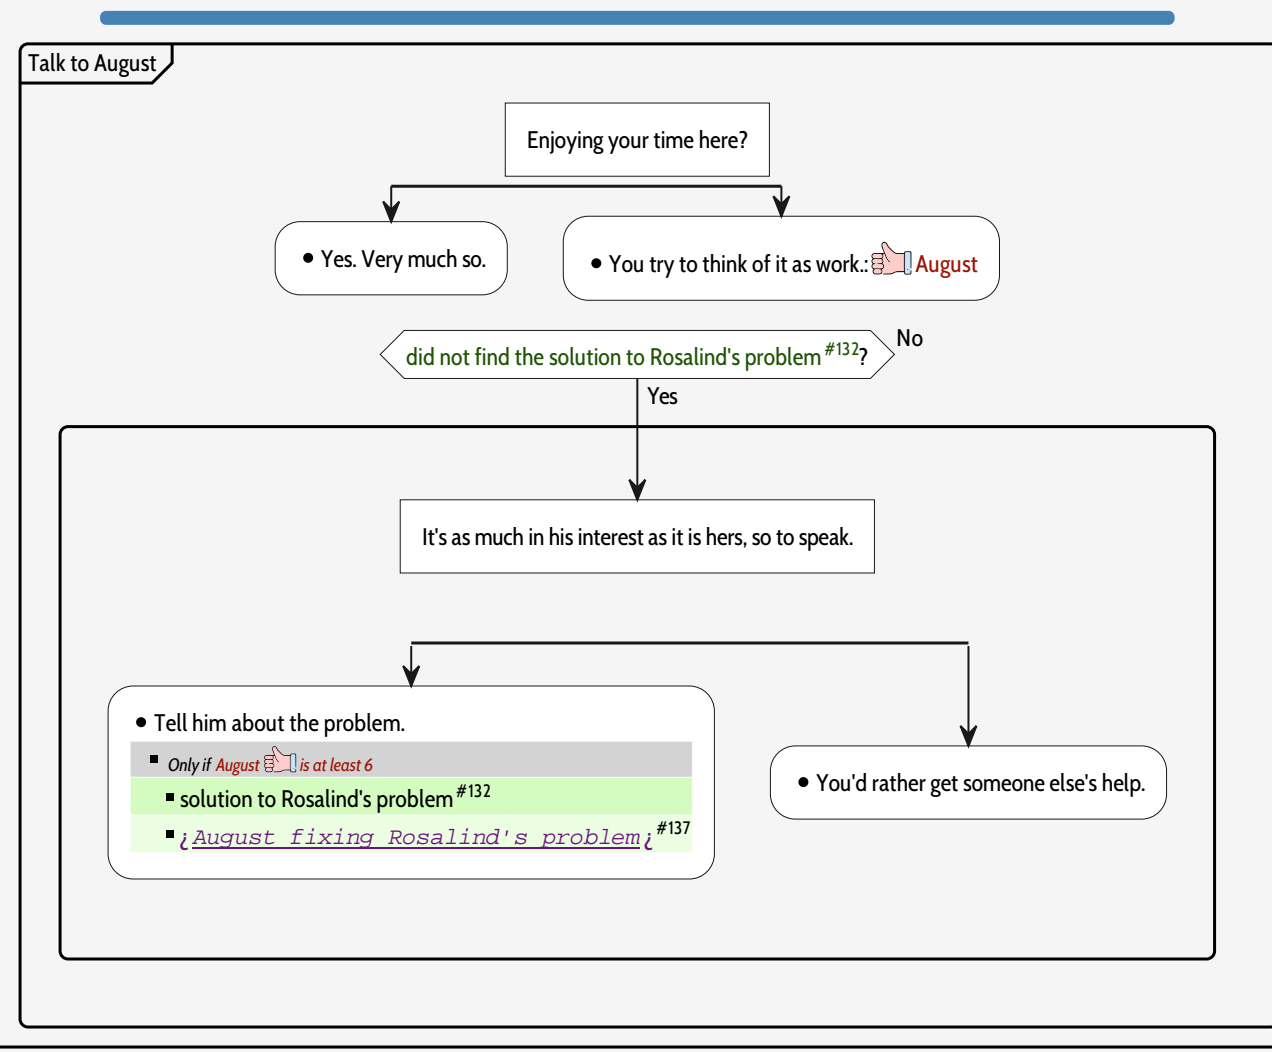 Talk to August
Enjoying your time here?
• Yes. Very much so.
• You try to think of it as work.: August
did not find the solution to Rosalind's problem #132?
No
Yes
It's as much in his interest as it is hers, so to speak.
• Tell him about the problem.
▪ Only if August is at least 6
▪ solution to Rosalind's problem #132
▪ ¿August fixing Rosalind's problem¿ #137
• You'd rather get someone else's help.